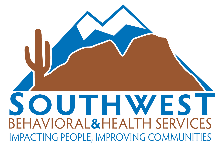 SOUTHWEST
BEHAVIORAL&HEALTH SERVICES
IMPACTING PEOPLE, IMPROVING COMMUNITIES